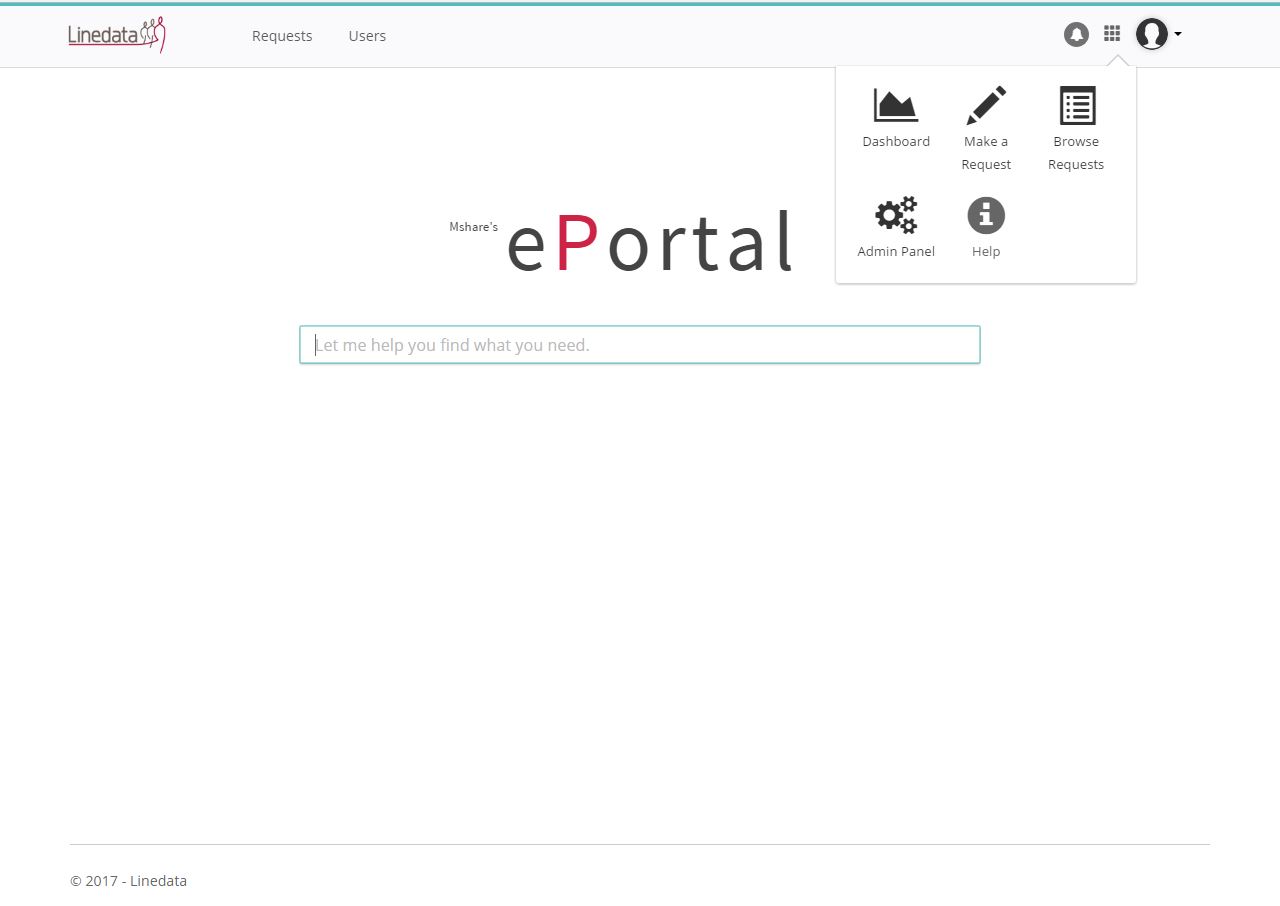 Linedata
Requests Users
Dashboard Make a Request Browse Requests
Admin Panel Help
Mshare's ePortal
Let me help you find what you need.
© 2017 - Linedata